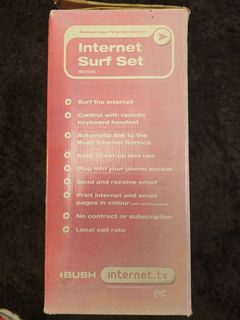 Connect your TV to the internet
Internet
Surf Set
Surf the internet
Control with remote
keyboard handset
Automatic link to the
Bush Internet Service
Easy to set-up and use
Plug into your phone socket
Send and receive email
Print internet and email
pages in colour
No contract or subscription
Local call rate
BUSH internet.tv
Virgin